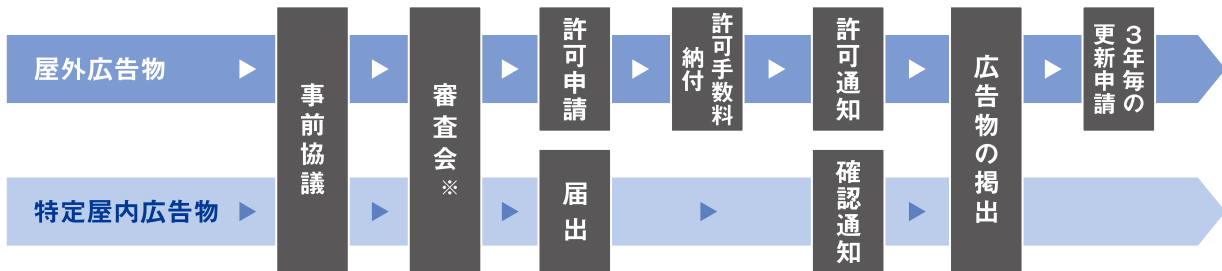 屋外広告物
事前協議
審査会※
許可申請
許可手数料
納付
許可通知
広告物の掲出
3年毎の
更新申請
特定屋内広告物
届出
確認通知